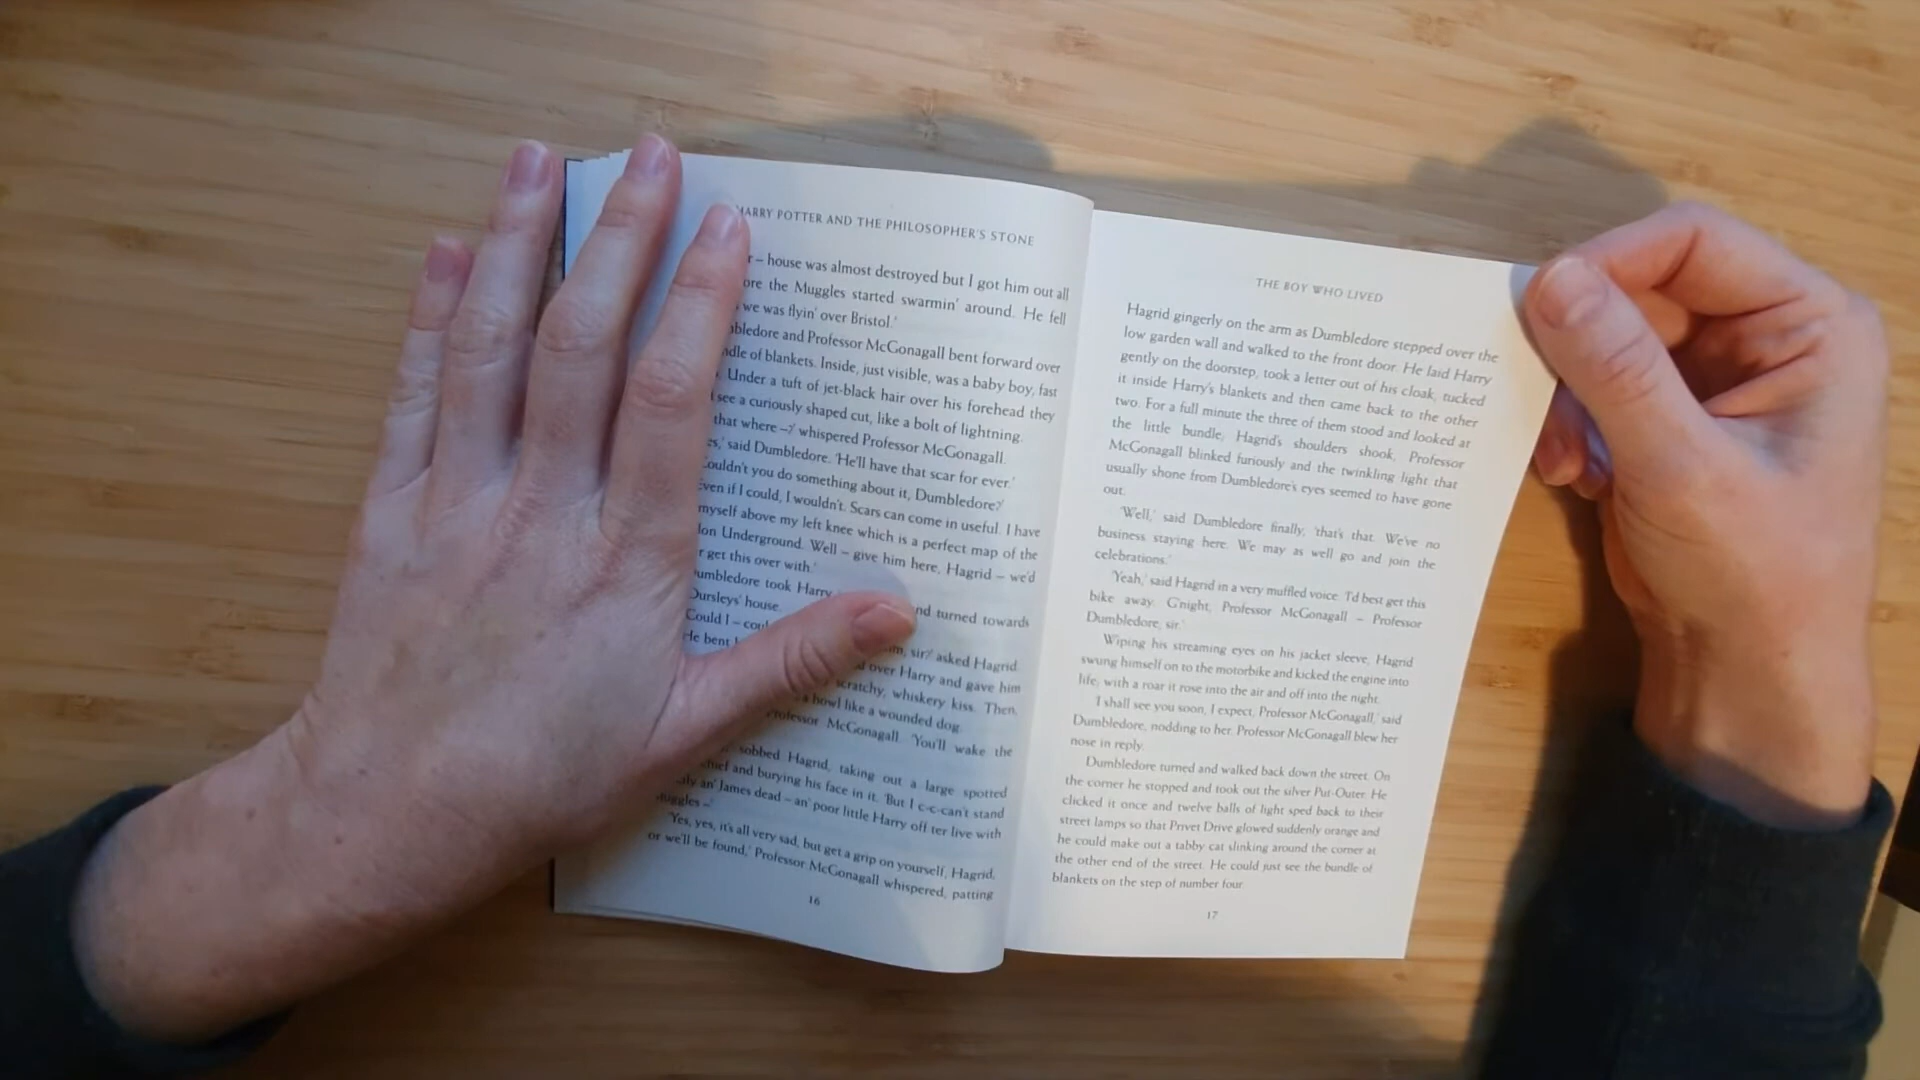 HARRY POTTER AND THE PHILOSOPHER'S STONE
– house was almost destroyed but I got him out all
the Muggles started swarmin' around. He fell
we was flyin' over Bristol.'
and Professor McGonagall bent forward over
of blankets. Inside, just visible, was a baby boy, fast
Under a tuft of jet-black hair over his forehead they
see a curiously shaped cut, like a bolt of lightning.
that where –?' whispered Professor McGonagall.
said Dumbledore. 'He'll have that scar for ever.'
Couldn't you do something about it, Dumbledore?'
Even if I could, I wouldn't. Scars can come in useful. I have
myself above my left knee which is a perfect map of the
Underground. Well – give him here, Hagrid – we'd
get this over with.'
Dumbledore took Harry and turned towards
Dursleys' house.
Could I – sir?' asked Hagrid.
He bent over Harry and gave him
scratchy, whiskery kiss. Then,
a howl like a wounded dog.
Professor McGonagall. 'You'll wake the
sobbed Hagrid, taking out a large spotted
and burying his face in it. 'But I c-c-can't stand
an' James dead – an' poor little Harry off ter live with
Muggles –'
'Yes, yes, it's all very sad, but get a grip on yourself, Hagrid,
or we'll be found,' Professor McGonagall whispered, patting
16
THE BOY WHO LIVED
Hagrid gingerly on the arm as Dumbledore stepped over the
low garden wall and walked to the front door. He laid Harry
gently on the doorstep, took a letter out of his cloak, tucked
it inside Harry's blankets and then came back to the other
two. For a full minute the three of them stood and looked at
the little bundle; Hagrid's shoulders shook, Professor
McGonagall blinked furiously and the twinkling light that
usually shone from Dumbledore's eyes seemed to have gone
out.
'Well,' said Dumbledore finally, 'that's that. We've no
business staying here. We may as well go and join the
celebrations.'
'Yeah,' said Hagrid in a very muffled voice. 'I'd best get this
bike away. G'night, Professor McGonagall – Professor
Dumbledore, sir.'
Wiping his streaming eyes on his jacket sleeve, Hagrid
swung himself on to the motorbike and kicked the engine into
life; with a roar it rose into the air and off into the night.
'I shall see you soon, I expect, Professor McGonagall,' said
Dumbledore, nodding to her. Professor McGonagall blew her
nose in reply.
Dumbledore turned and walked back down the street. On
the corner he stopped and took out the silver Put-Outer. He
clicked it once and twelve balls of light sped back to their
street lamps so that Privet Drive glowed suddenly orange and
he could make out a tabby cat slinking around the corner at
the other end of the street. He could just see the bundle of
blankets on the step of number four.
17